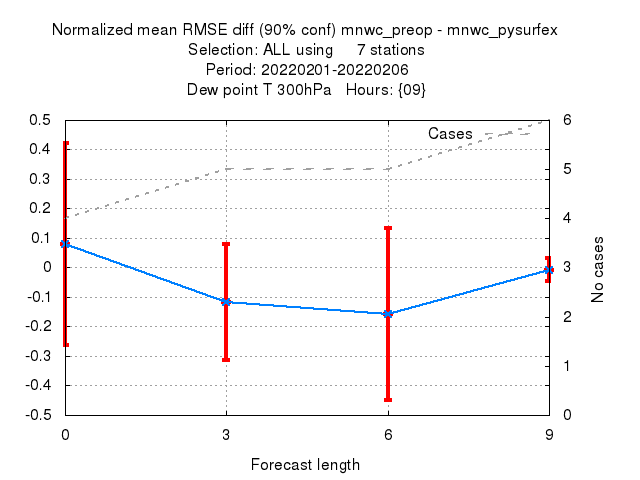 Normalized mean RMSE diff (90% conf) mnwc_preop - mnwc_pysurfex
Selection: ALL using 7 stations
Period: 20220201-20220206
Dew point T 300hPa Hours: {09}
Cases
0.5
0.4
0.3
0.2
0.1
0
-0.1
-0.2
-0.3
-0.4
-0.5
6
5
4
3
2
1
0
No cases
0 3 6 9
Forecast length